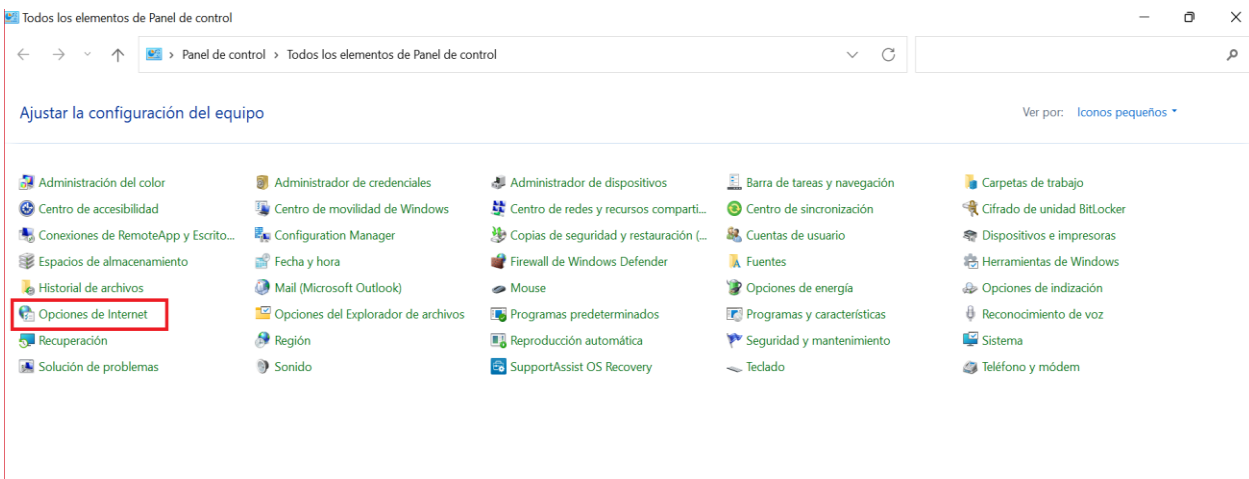 Todos los elementos de Panel de control
Panel de control > Todos los elementos de Panel de control
Ajustar la configuración del equipo
Ver por: Iconos pequeños
Administración del color
Administrador de credenciales
Administrador de dispositivos
Barra de tareas y navegación
Carpetas de trabajo
Centro de accesibilidad
Centro de movilidad de Windows
Centro de redes y recursos comparti...
Centro de sincronización
Cifrado de unidad BitLocker
Conexiones de RemoteApp y Escrito...
Configuration Manager
Copias de seguridad y restauración (...
Cuentas de usuario
Dispositivos e impresoras
Espacios de almacenamiento
Fecha y hora
Firewall de Windows Defender
Fuentes
Herramientas de Windows
Historial de archivos
Mail (Microsoft Outlook)
Mouse
Opciones de energía
Opciones de indización
Opciones de Internet
Opciones del Explorador de archivos
Programas predeterminados
Programas y características
Reconocimiento de voz
Recuperación
Región
Reproducción automática
Seguridad y mantenimiento
Sistema
Solución de problemas
Sonido
SupportAssist OS Recovery
Teclado
Teléfono y módem